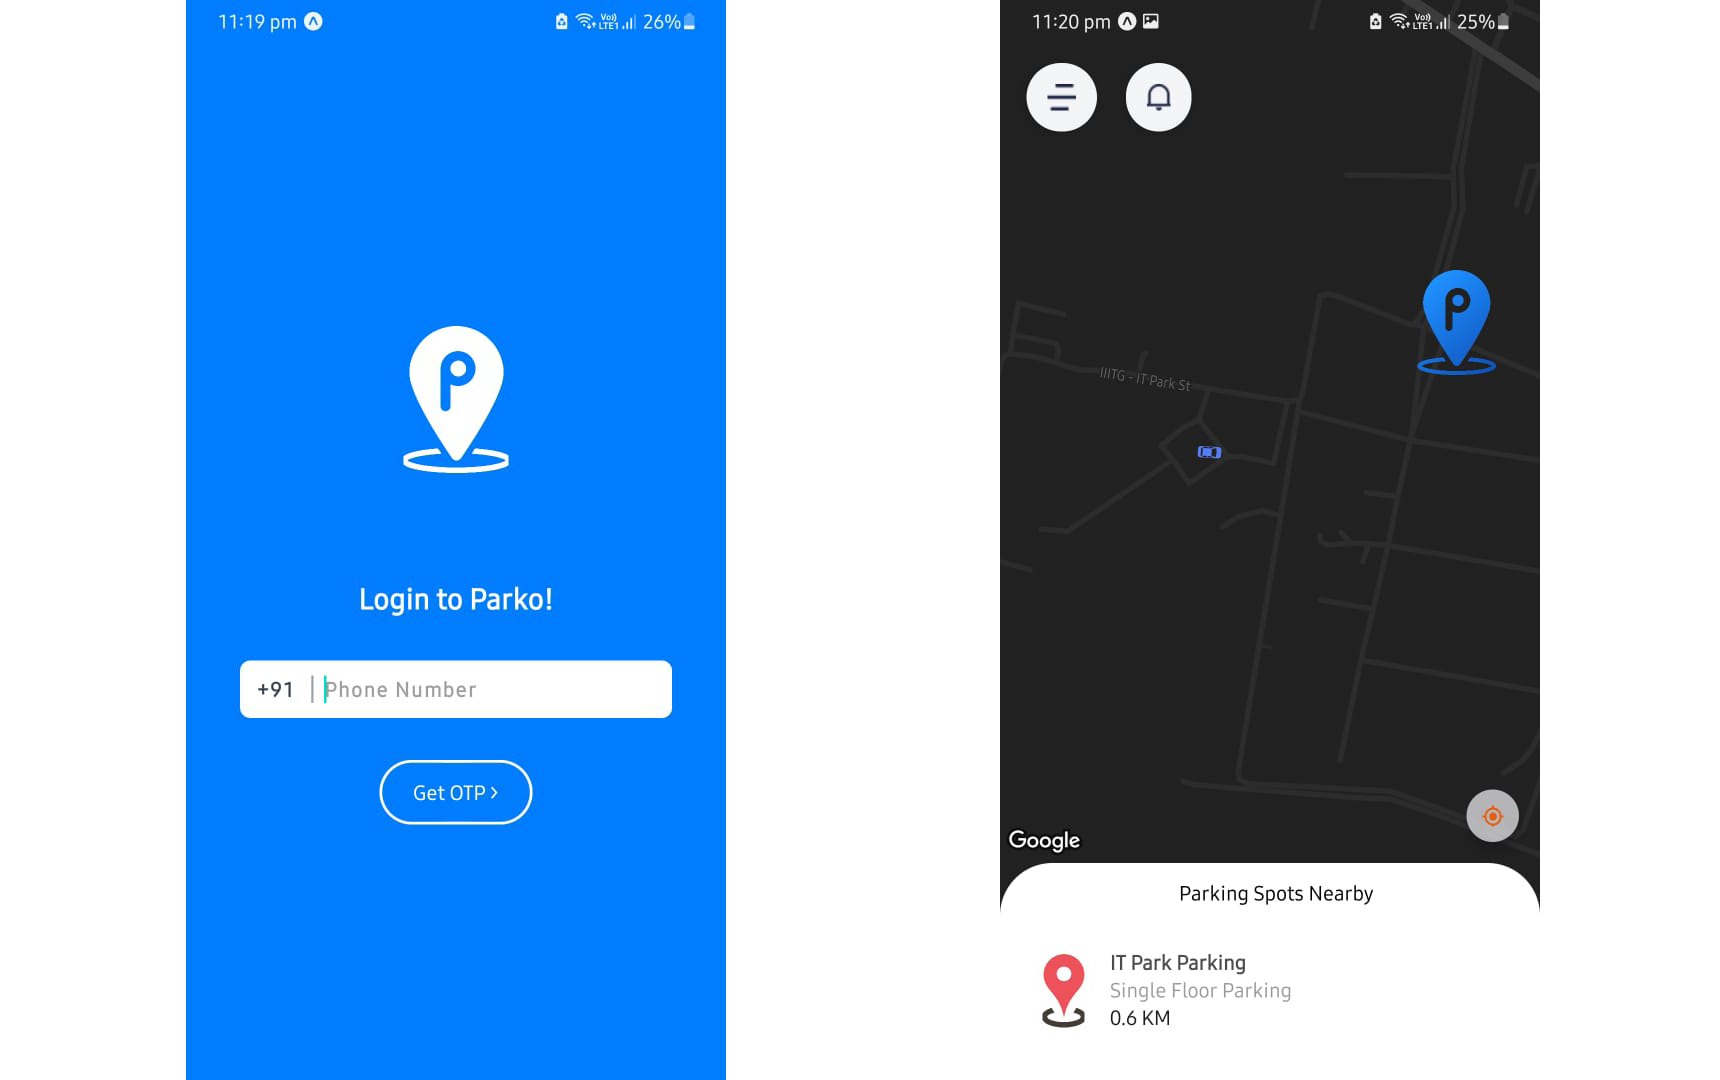 11:19 pm
Vo)) LTE1 26%
P
Login to Parko!
+91 | Phone Number
Get OTP >
11:20 pm
Vo)) LTE1 25%
P
IIITG - IT Park St
Google
Parking Spots Nearby
IT Park Parking
Single Floor Parking
0.6 KM